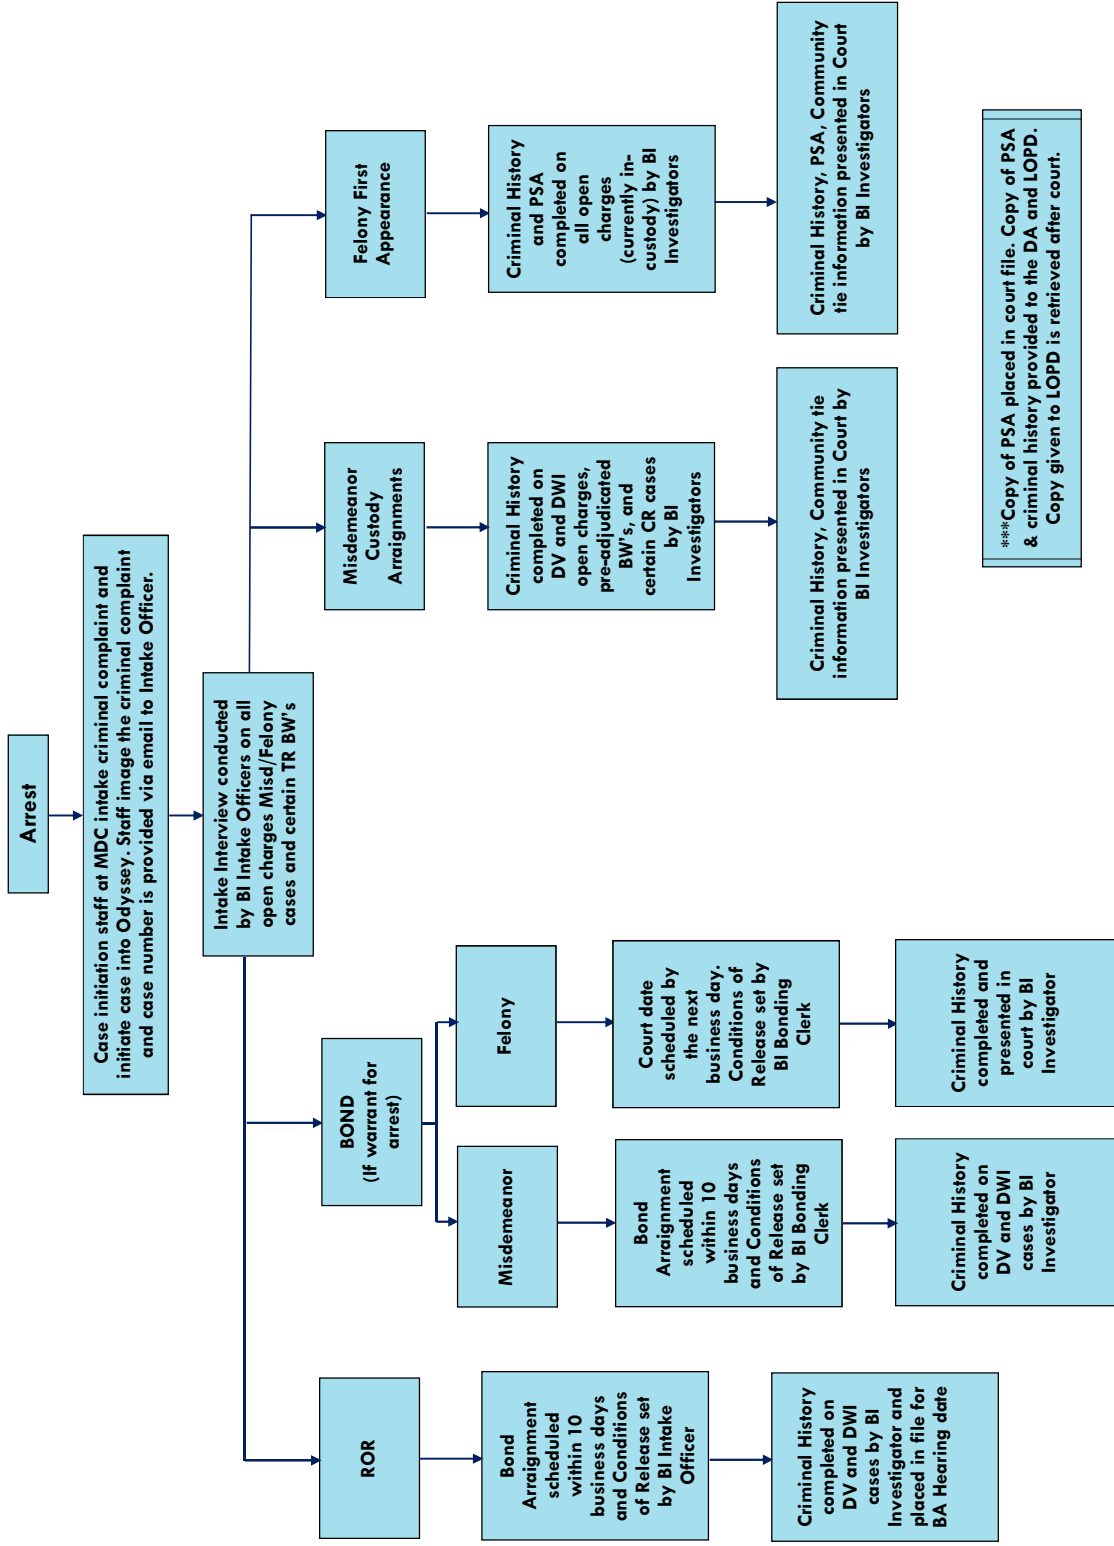 Arrest
Case initiation staff at MDC intake criminal complaint and
initiate case into Odyssey. Staff image the criminal complaint
and case number is provided via email to Intake Officer.
Intake Interview conducted
by BI Intake Officers on all
open charges Misd/Felony
cases and certain TR BW's
ROR
Bond
Arraignment
scheduled
within 10
business days
and Conditions
of Release set
by BI Intake
Officer
Criminal History
completed on
DV and DWI
cases by BI
Investigator and
placed in file for
BA Hearing date
BOND
(If warrant for
arrest)
Misdemeanor
Bond
Arraignment
scheduled
within 10
business days
and Conditions
of Release set
by BI Bonding
Clerk
Criminal History
completed on
DV and DWI
cases by BI
Investigator
Felony
Court date
scheduled by
the next
business day.
Conditions of
Release set by
BI Bonding
Clerk
Criminal History
completed and
presented in
court by BI
Investigator
Misdemeanor
Custody
Arraignments
Criminal History
completed on
DV and DWI
open charges,
pre-adjudicated
BW's, and
certain CR cases
by BI
Investigators
Criminal History, Community tie
information presented in Court by
BI Investigators
Felony First
Appearance
Criminal History
and PSA
completed on
all open
charges
(currently in-
custody) by BI
Investigators
Criminal History, PSA, Community
tie information presented in Court
by BI Investigators
***Copy of PSA placed in court file. Copy of PSA
& criminal history provided to the DA and LOPD.
Copy given to LOPD is retrieved after court.